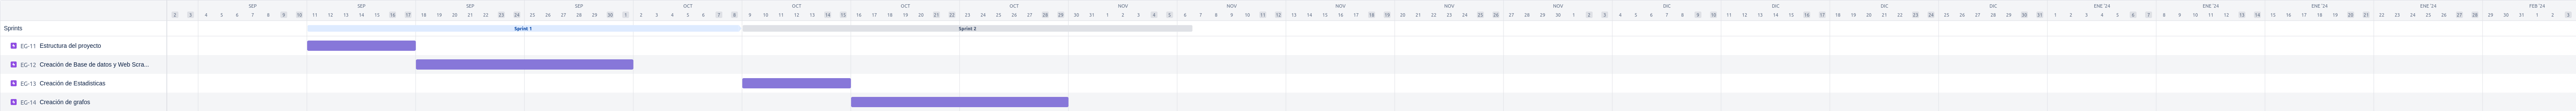 SEP SEP SEP SEP OCT OCT OCT OCT NOV NOV NOV NOV DIC DIC DIC DIC ENE '24 ENE '24 ENE '24 ENE '24 FEB '24
2 3 4 5 6 7 8 9 10 11 12 13 14 15 16 17 18 19 20 21 22 23 24 25 26 27 28 29 30 1 2 3 4 5 6 7 8 9 10 11 12 13 14 15 16 17 18 19 20 21 22 23 24 25 26 27 28 29 30 31 1 2 3 4 5 6 7 8 9 10 11 12 13 14 15 16 17 18 19 20 21 22 23 24 25 26 27 28 29 30 1 2 3 4 5 6 7 8 9 10 11 12 13 14 15 16 17 18 19 20 21 22 23 24 25 26 27 28 29 30 31 1 2 3 4 5 6 7 8 9 10 11 12 13 14 15 16 17 18 19 20 21 22 23 24 25 26 27 28 29 30 31 1 2 3
Sprints Sprint 1 Sprint 2
EG-11 Estructura del proyecto
EG-12 Creación de Base de datos y Web Scra...
EG-13 Creación de Estadisticas
EG-14 Creación de grafos